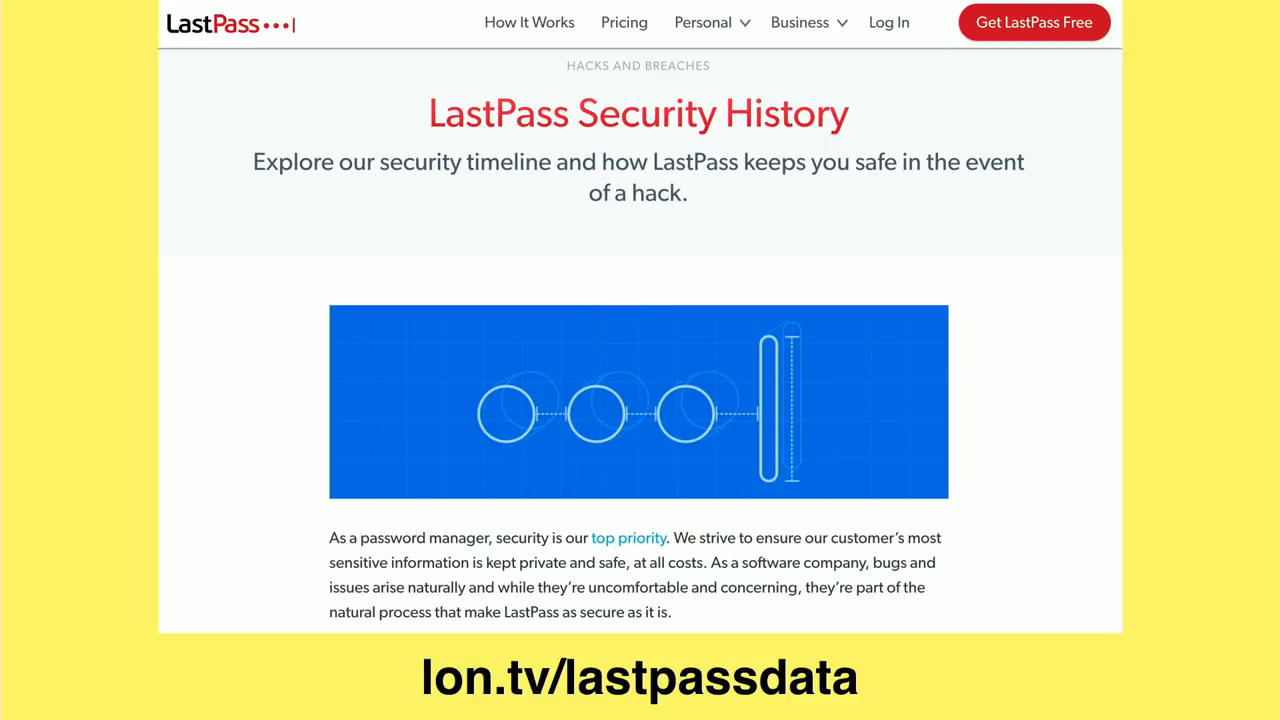 LastPass
How It Works Pricing Personal Business Log In Get LastPass Free
HACKS AND BREACHES
LastPass Security History
Explore our security timeline and how LastPass keeps you safe in the event
of a hack.
As a password manager, security is our top priority. We strive to ensure our customer’s most
sensitive information is kept private and safe, at all costs. As a software company, bugs and
issues arise naturally and while they’re uncomfortable and concerning, they’re part of the
natural process that make LastPass as secure as it is.
lon.tv/lastpassdata